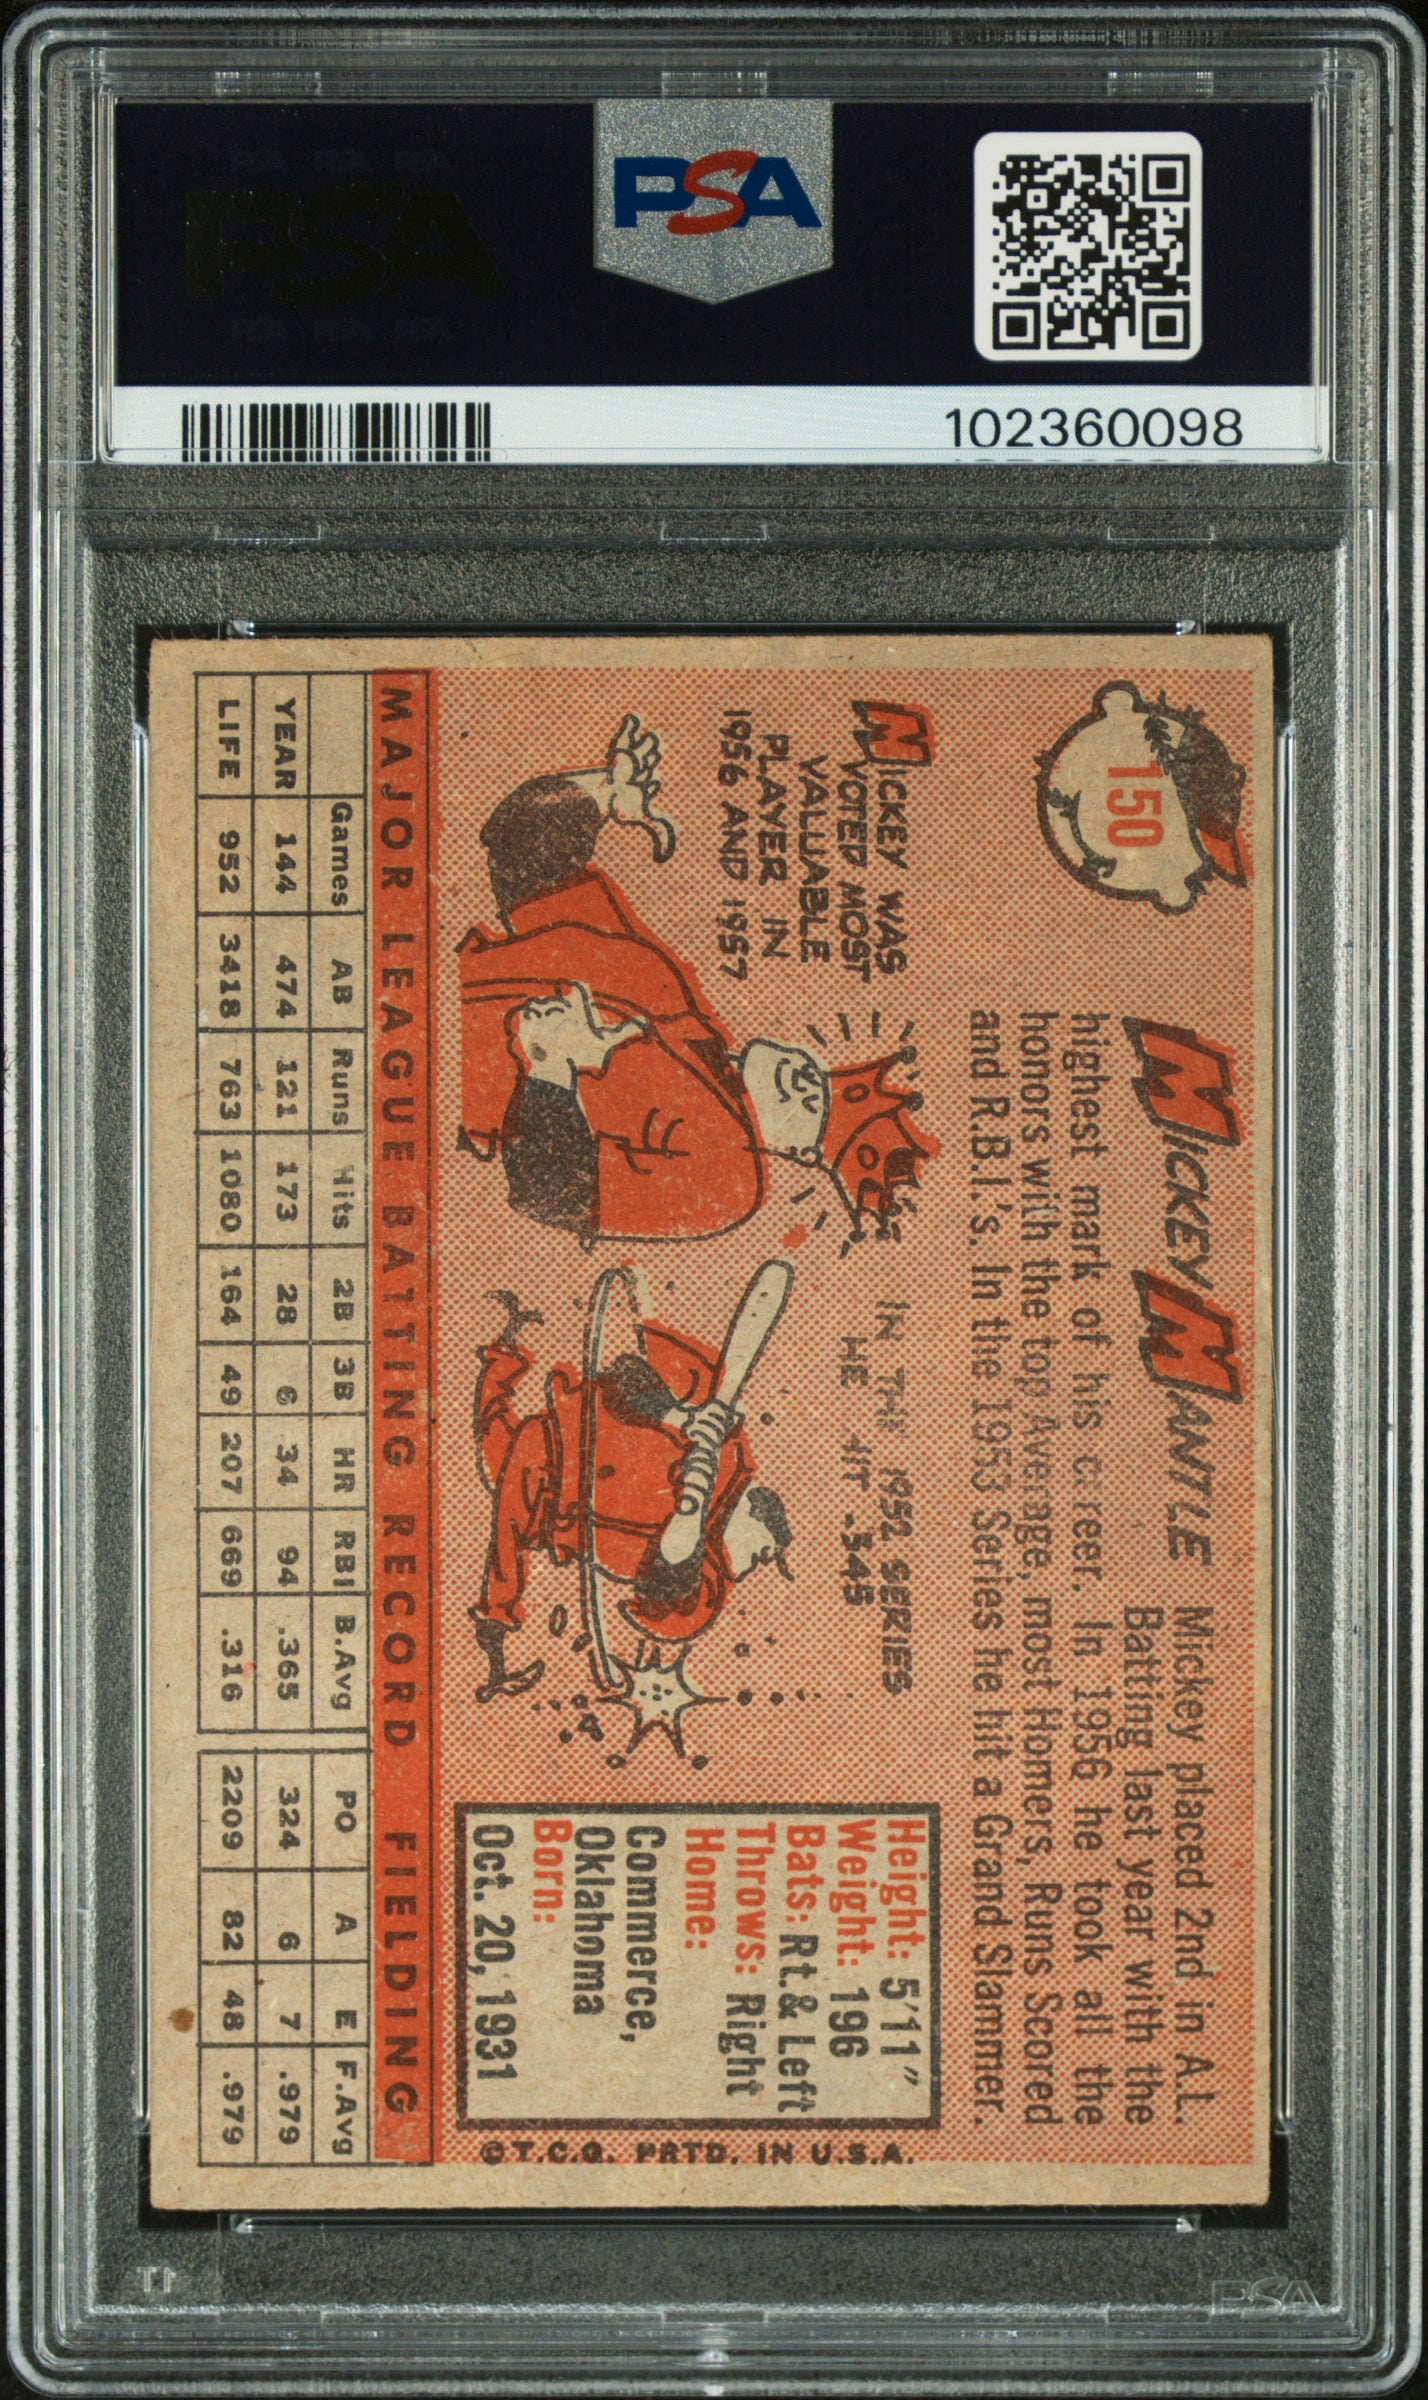 PSA
102360098
150
MICKEY MANTLE
Mickey placed 2nd in A.L.
Batting last year with the
highest mark of his career. In 1956 he took all the
honors with the top Average, most Homers, Runs Scored
and R.B.I.'s. In the 1953 Series he hit a Grand Slammer.
MICKEY WAS
VOTED MOST
VALUABLE
PLAYER IN
1956 AND 1957
IN THE 1952 SERIES
HE HIT .345
Height: 5'11"
Weight: 196
Bats: Rt. & Left
Throws: Right
Home:
Commerce,
Oklahoma
Born:
Oct. 20, 1931
©T.C.G. PRTD. IN U.S.A.
MAJOR LEAGUE BATTING RECORD FIELDING
Games AB Runs Hits 2B 3B HR RBI B.Avg PO A E F.Avg
YEAR 144 474 121 173 28 6 34 94 .365 324 6 7 .979
LIFE 952 3418 763 1080 164 49 207 669 .316 2209 82 48 .979
PSA